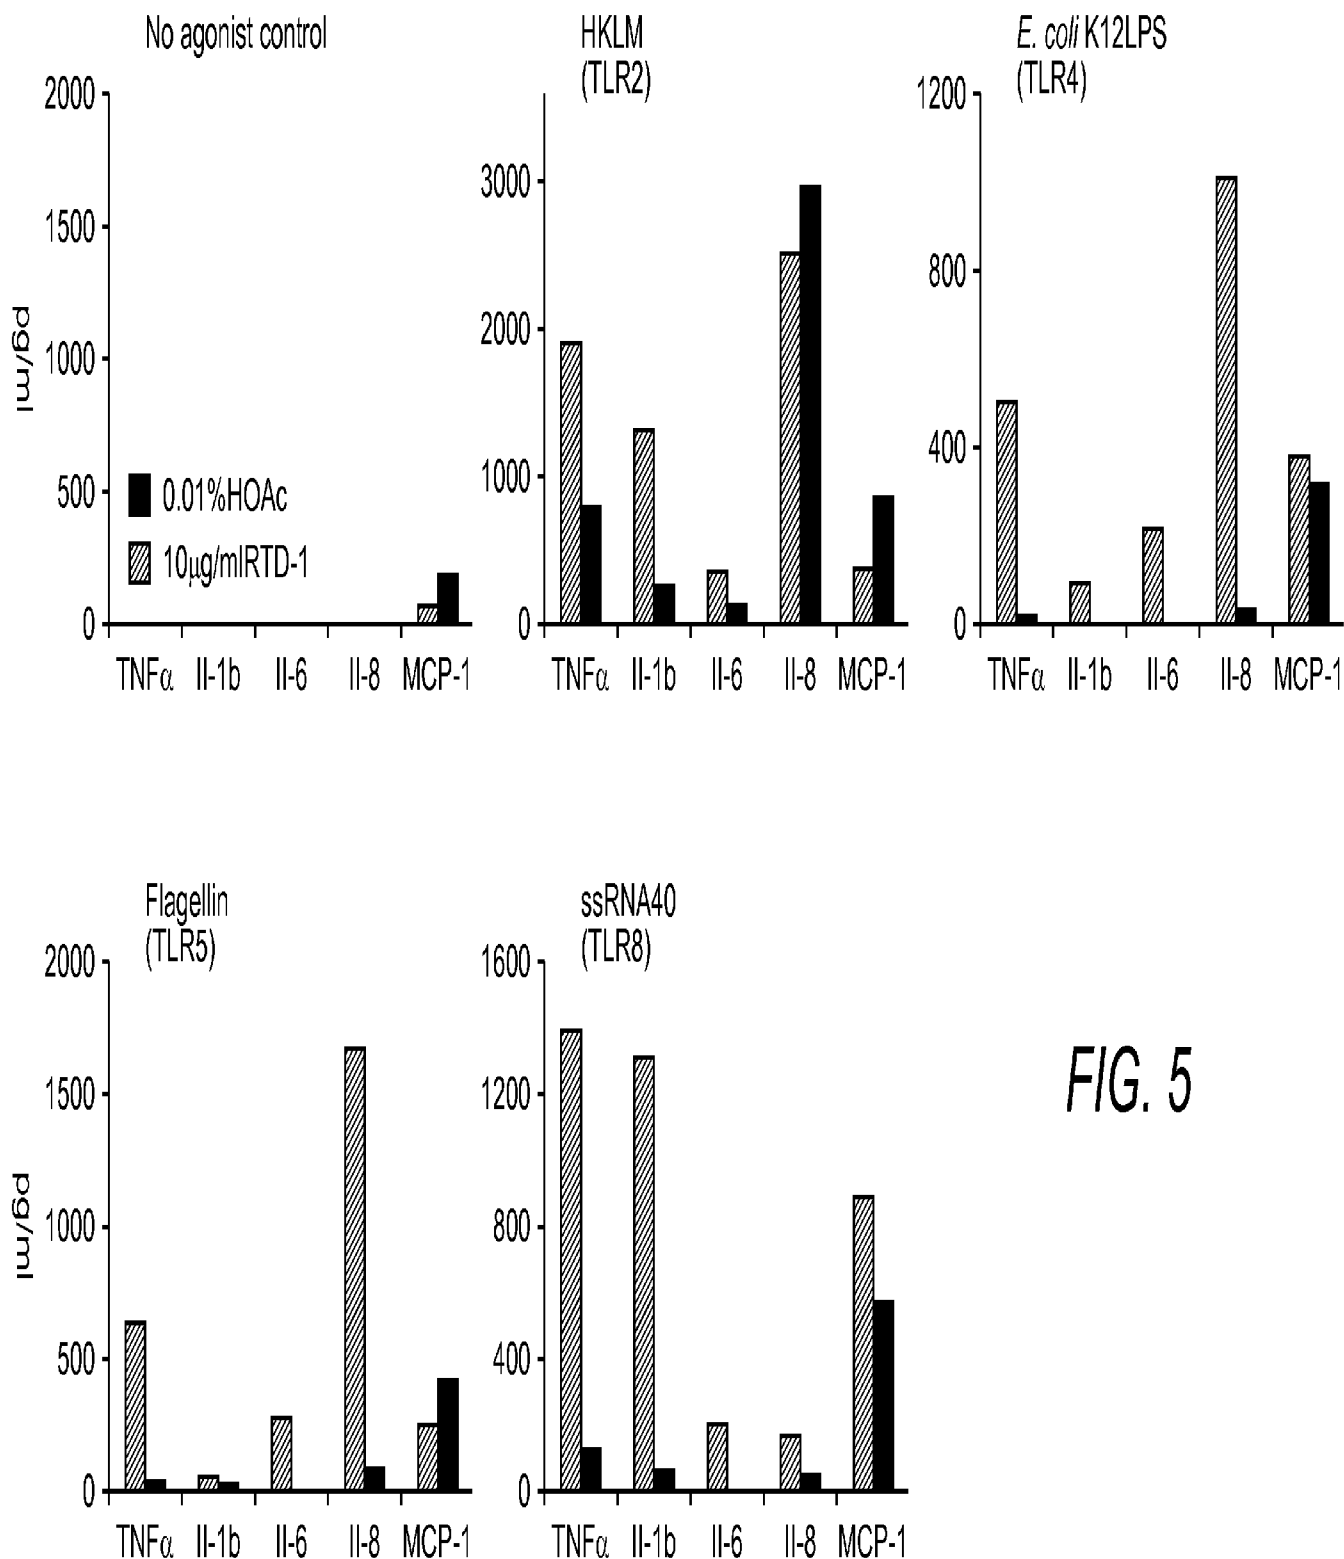 No agonist control
2000
1500
1000
500
0
pg/ml
0.01%HOAc
10µg/mlRTD-1
TNFα Il-1b Il-6 Il-8 MCP-1
HKLM
(TLR2)
3000
2000
1000
0
TNFα Il-1b Il-6 Il-8 MCP-1
E. coli K12LPS
(TLR4)
1200
800
400
0
TNFα Il-1b Il-6 Il-8 MCP-1
Flagellin
(TLR5)
2000
1500
1000
500
0
pg/ml
TNFα Il-1b Il-6 Il-8 MCP-1
ssRNA40
(TLR8)
1600
1200
800
400
0
TNFα Il-1b Il-6 Il-8 MCP-1
FIG. 5